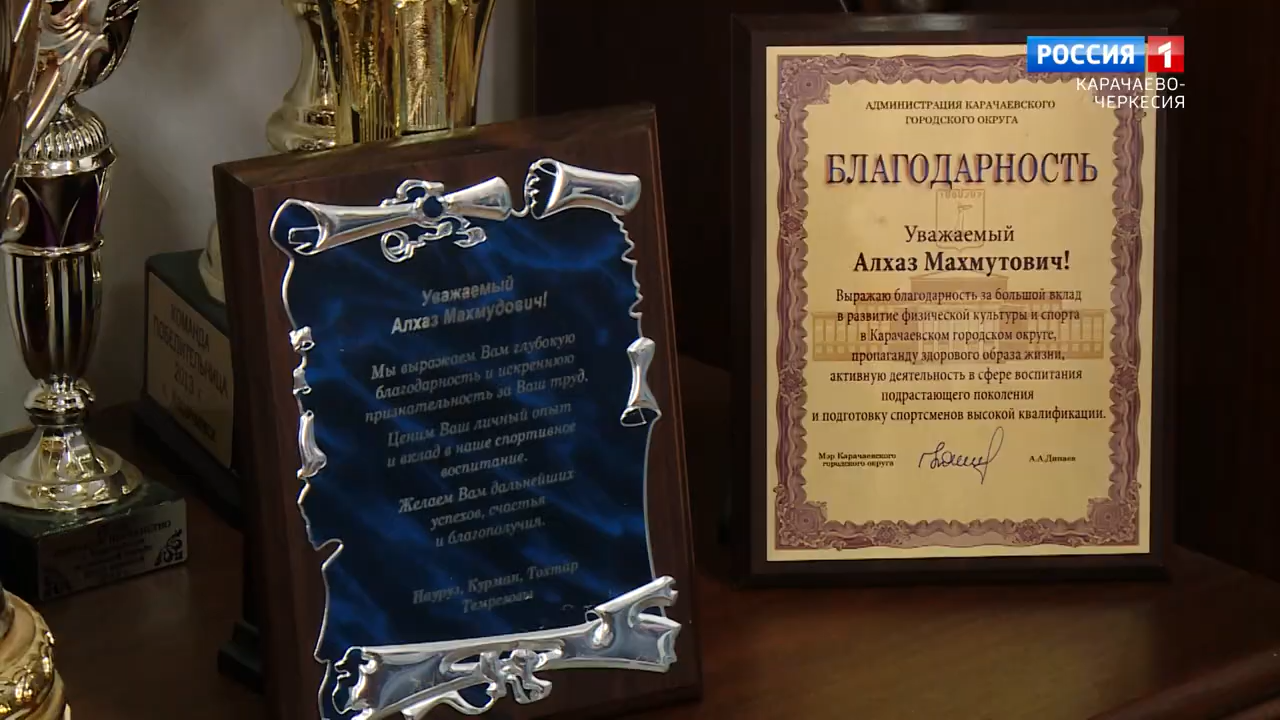 РОССИЯ 1
КАРАЧАЕВО-
ЧЕРКЕСИЯ
КОМАНДА
ПОБЕДИТЕЛЬНИЦА
2013 г.
Уважаемый
Алхаз Махмудович!
Мы выражаем Вам глубокую
благодарность и искреннюю
признательность за Ваш труд.
Ценим Ваш личный опыт
и вклад в наше спортивное
воспитание.
Желаем Вам дальнейших
успехов, счастья
и благополучия.
Науруз, Курман, Тохтар
Темрезовы
АДМИНИСТРАЦИЯ КАРАЧАЕВСКОГО
ГОРОДСКОГО ОКРУГА
БЛАГОДАРНОСТЬ
Уважаемый
Алхаз Махмутович!
Выражаю благодарность за большой вклад
в развитие физической культуры и спорта
в Карачаевском городском округе,
пропаганду здорового образа жизни,
активную деятельность в сфере воспитания
подрастающего поколения
и подготовку спортсменов высокой квалификации.
Мэр Карачаевского
городского округа
А.А.Динаев